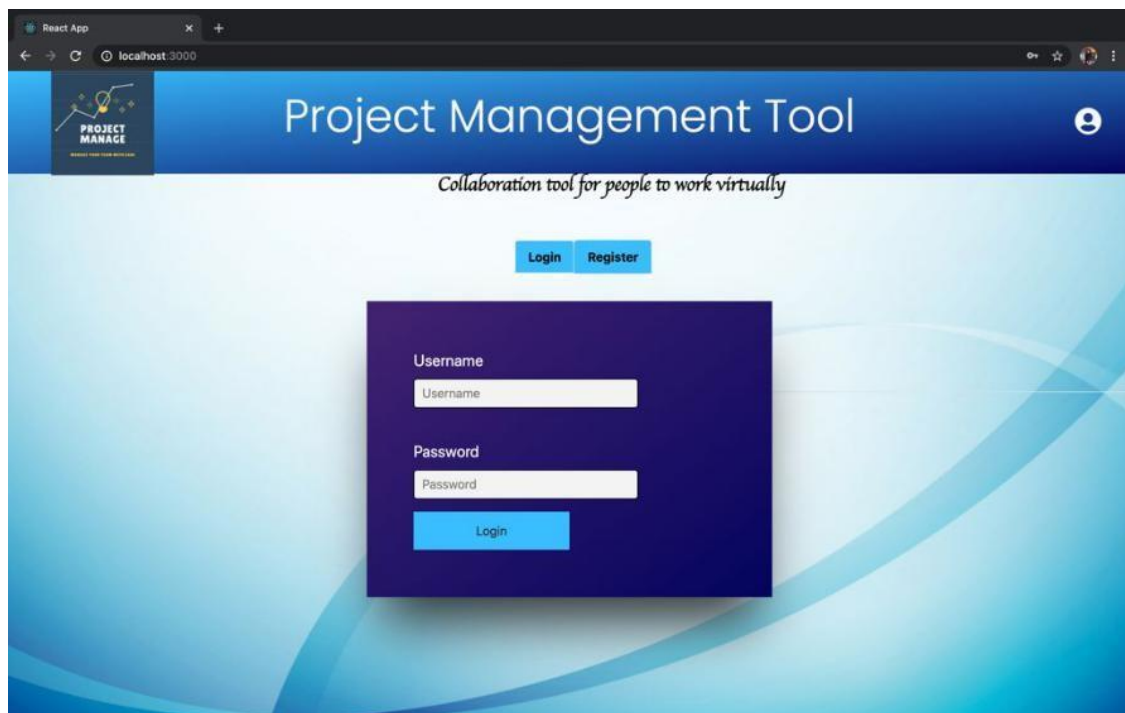 React App
localhost:3000
PROJECT
MANAGE
Project Management Tool
Collaboration tool for people to work virtually
Login Register
Username
Username
Password
Password
Login